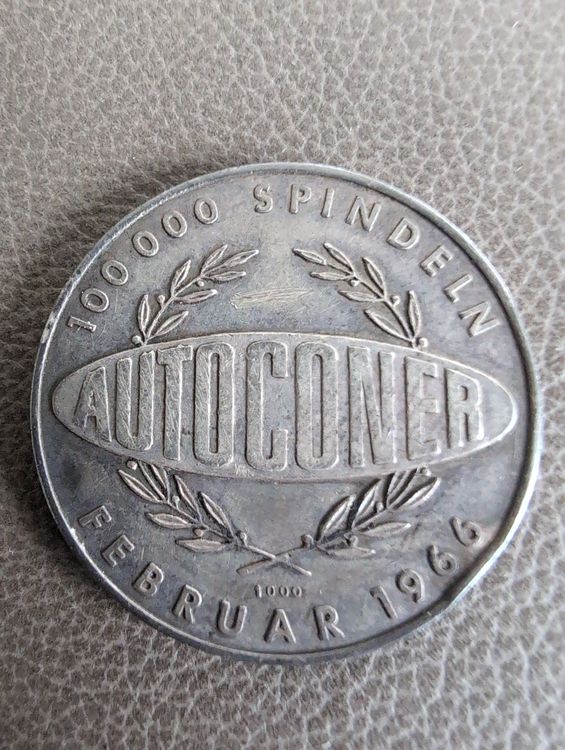 100 000 SPINDELN
AUTOCONER
1000
FEBRUAR 1966